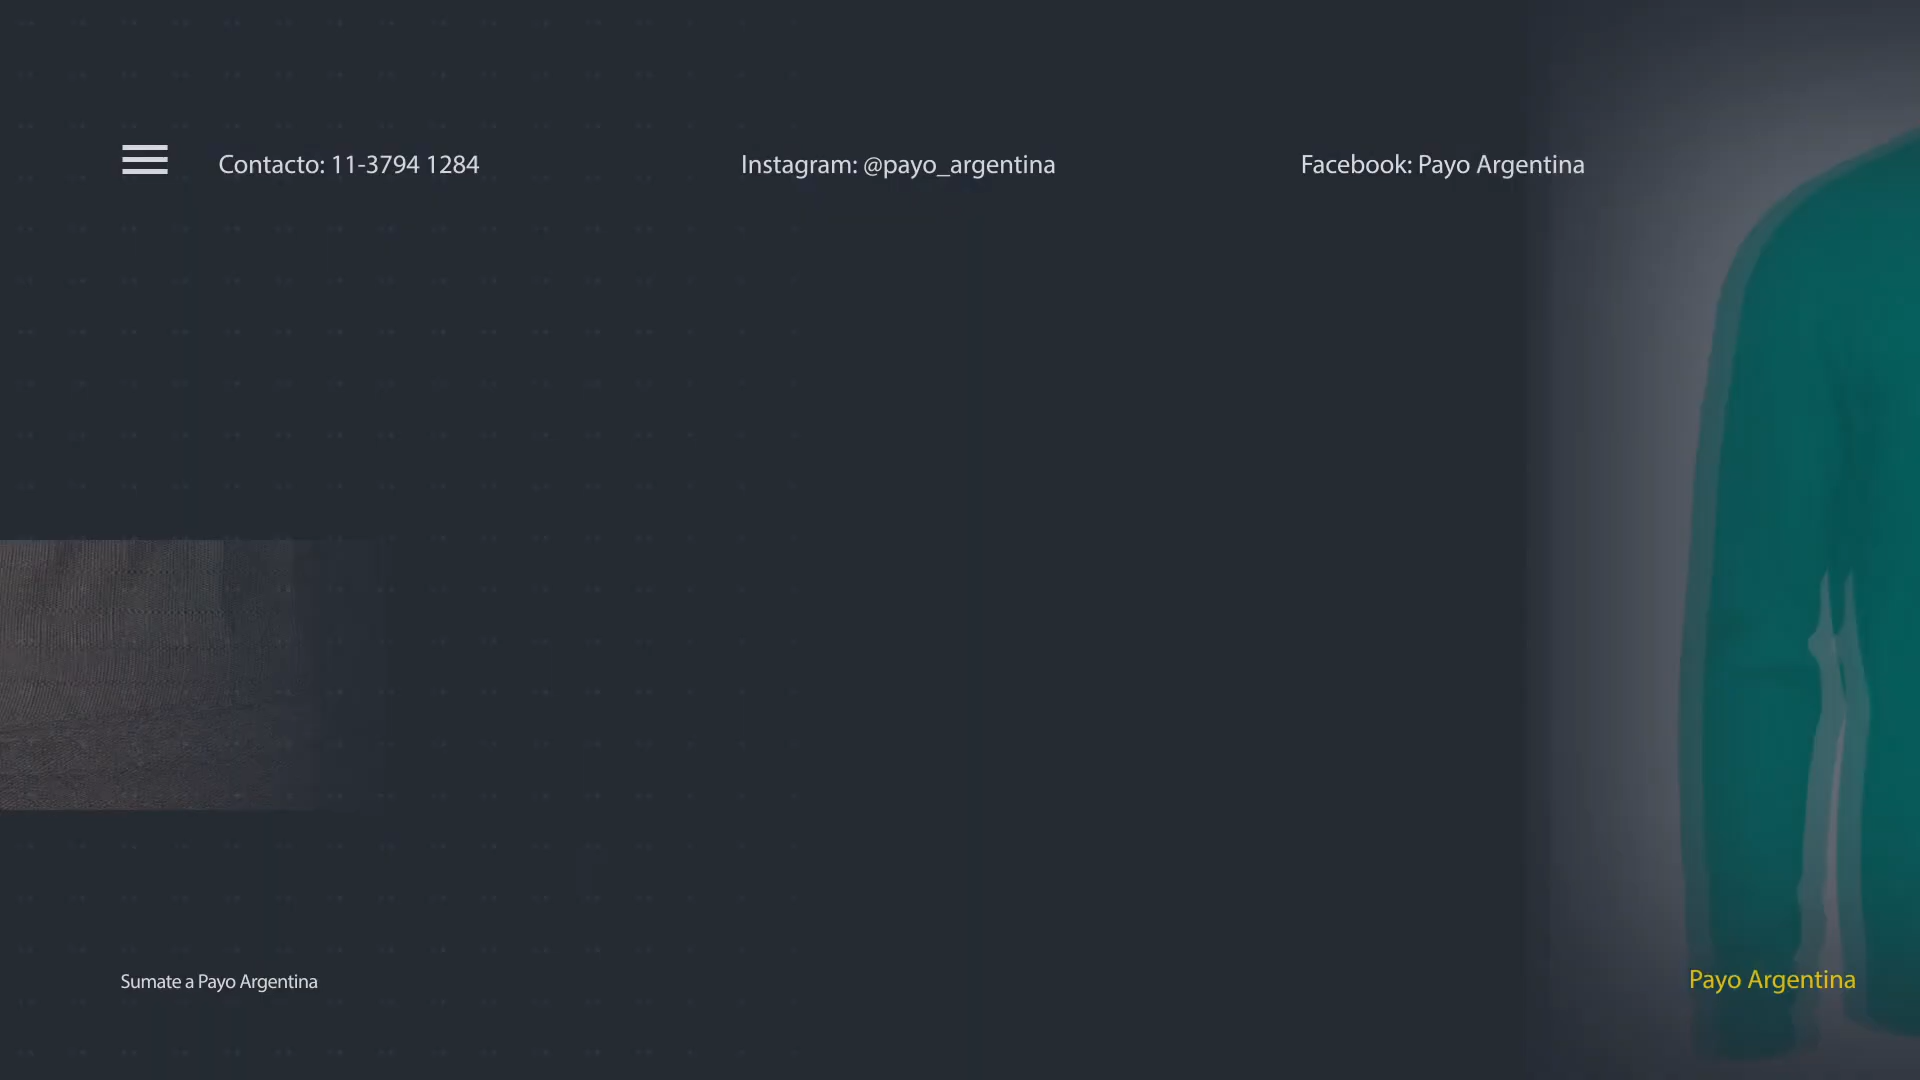 Contacto: 11-3794 1284
Instagram: @payo_argentina
Facebook: Payo Argentina
Sumate a Payo Argentina
Payo Argentina